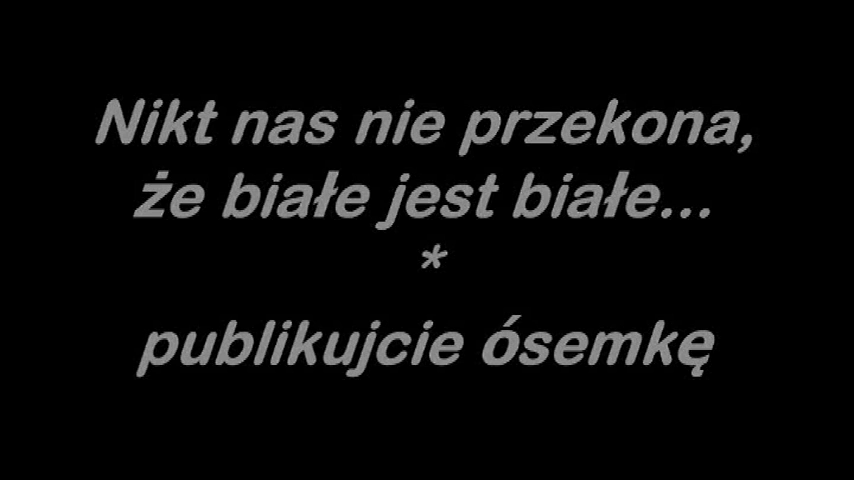 Nikt nas nie przekona,
że białe jest białe...
*
publikujcie ósemkę